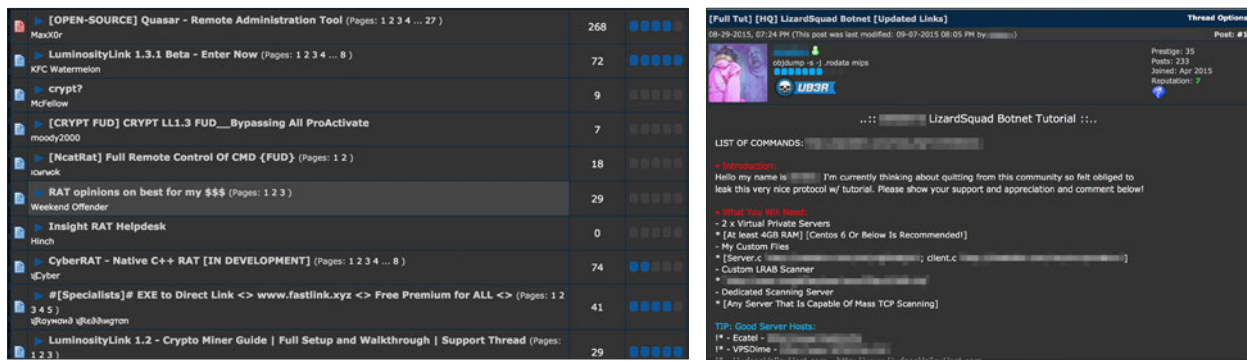 [OPEN-SOURCE] Quasar - Remote Administration Tool (Pages: 1 2 3 4 ... 27 )
MaxX0r
268
LuminosityLink 1.3.1 Beta - Enter Now (Pages: 1 2 3 4 ... 8 )
KFC Watermelon
72
crypt?
McFellow
9
[CRYPT FUD] CRYPT LL1.3 FUD__Bypassing All ProActivate
moody2000
7
[NcatRat] Full Remote Control Of CMD {FUD} (Pages: 1 2 )
18
RAT opinions on best for my $$$ (Pages: 1 2 3 )
Weekend Offender
29
Insight RAT Helpdesk
Hinch
0
CyberRAT - Native C++ RAT [IN DEVELOPMENT] (Pages: 1 2 3 4 ... 8 )
74
#[Specialists]# EXE to Direct Link <> www.fastlink.xyz <> Free Premium for ALL <> (Pages: 1 2
3 4 5 )
41
LuminosityLink 1.2 - Crypto Miner Guide | Full Setup and Walkthrough | Support Thread (Pages:
1 2 3 )
29
[Full Tut] [HQ] LizardSquad Botnet [Updated Links]
Thread Options
08-29-2015, 07:24 PM (This post was last modified: 09-07-2015 08:05 PM by
Post: #1
objdump -s -j .rodata mips
UB3R
Prestige: 35
Posts: 233
Joined: Apr 2015
Reputation: 7
..:: LizardSquad Botnet Tutorial ::..
LIST OF COMMANDS:
» Introduction:
Hello my name is I'm currently thinking about quitting from this community so felt obliged to
leak this very nice protocol w/ tutorial. Please show your support and appreciation and comment below!
» What You Will Need:
- 2 x Virtual Private Servers
* [At least 4GB RAM] [Centos 6 Or Below Is Recommended!]
- My Custom Files
* [Server.c ; client.c ]
- Custom LRAB Scanner
*
- Dedicated Scanning Server
* [Any Server That Is Capable Of Mass TCP Scanning]
TIP: Good Server Hosts:
!* - Ecatel -
!* - VPSDime -